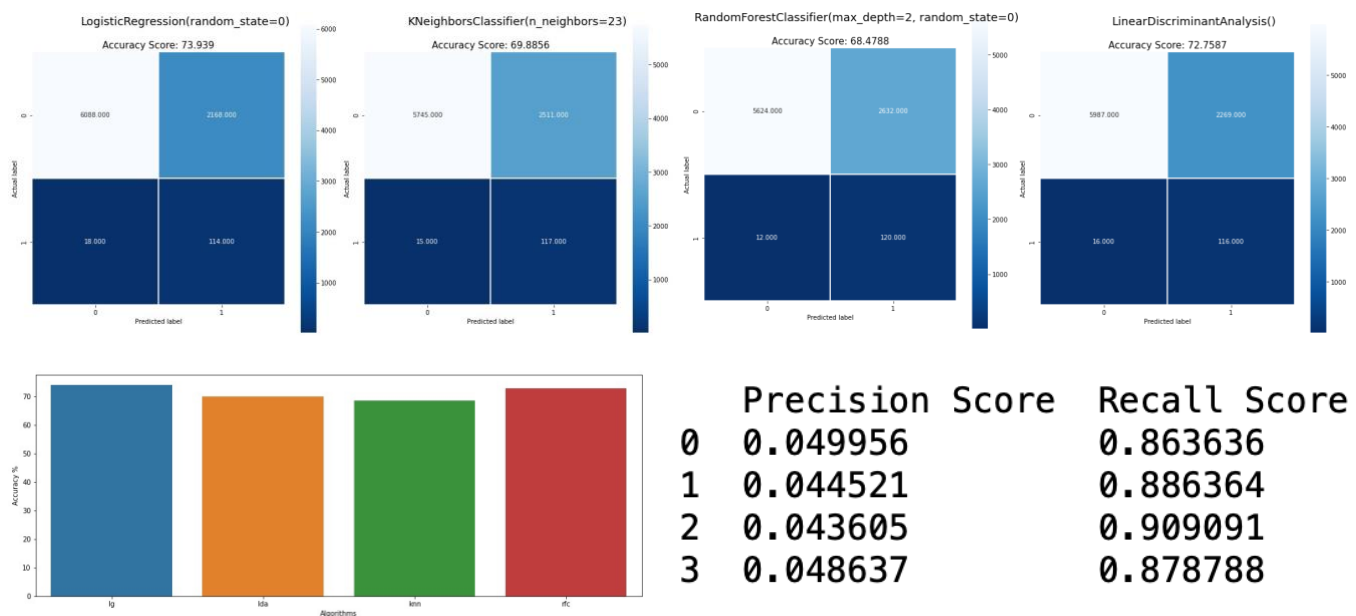 LogisticRegression(random_state=0)
Accuracy Score: 73.939
6000
5000
4000
3000
2000
1000
Actual label
0
1
6088.000
2168.000
18.000
114.000
0
1
Predicted label
KNeighborsClassifier(n_neighbors=23)
Accuracy Score: 69.8856
5000
4000
3000
2000
1000
Actual label
0
1
5745.000
2511.000
15.000
117.000
0
1
Predicted label
RandomForestClassifier(max_depth=2, random_state=0)
Accuracy Score: 68.4788
5000
4000
3000
2000
1000
Actual label
0
1
5624.000
2632.000
12.000
120.000
0
1
Predicted label
LinearDiscriminantAnalysis()
Accuracy Score: 72.7587
5000
4000
3000
2000
1000
Actual label
0
1
5987.000
2269.000
16.000
116.000
0
1
Predicted label
Accuracy %
70
60
50
40
30
20
10
0
lg
lda
knn
rfc
Algorithms
Precision Score Recall Score
0 0.049956 0.863636
1 0.044521 0.886364
2 0.043605 0.909091
3 0.048637 0.878788